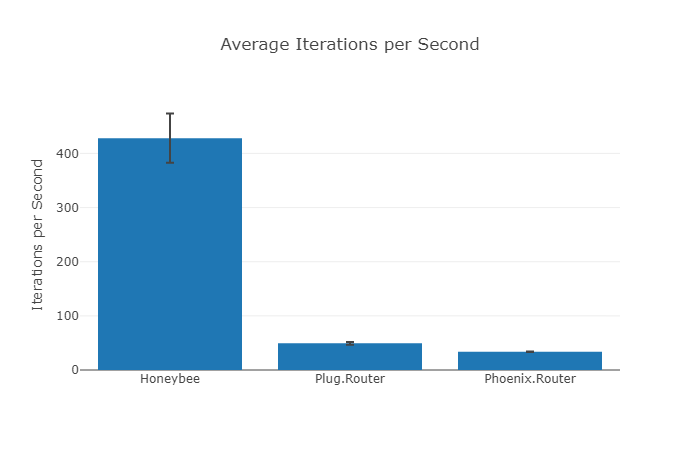 Average Iterations per Second
Iterations per Second
400
300
200
100
0
Honeybee
Plug.Router
Phoenix.Router